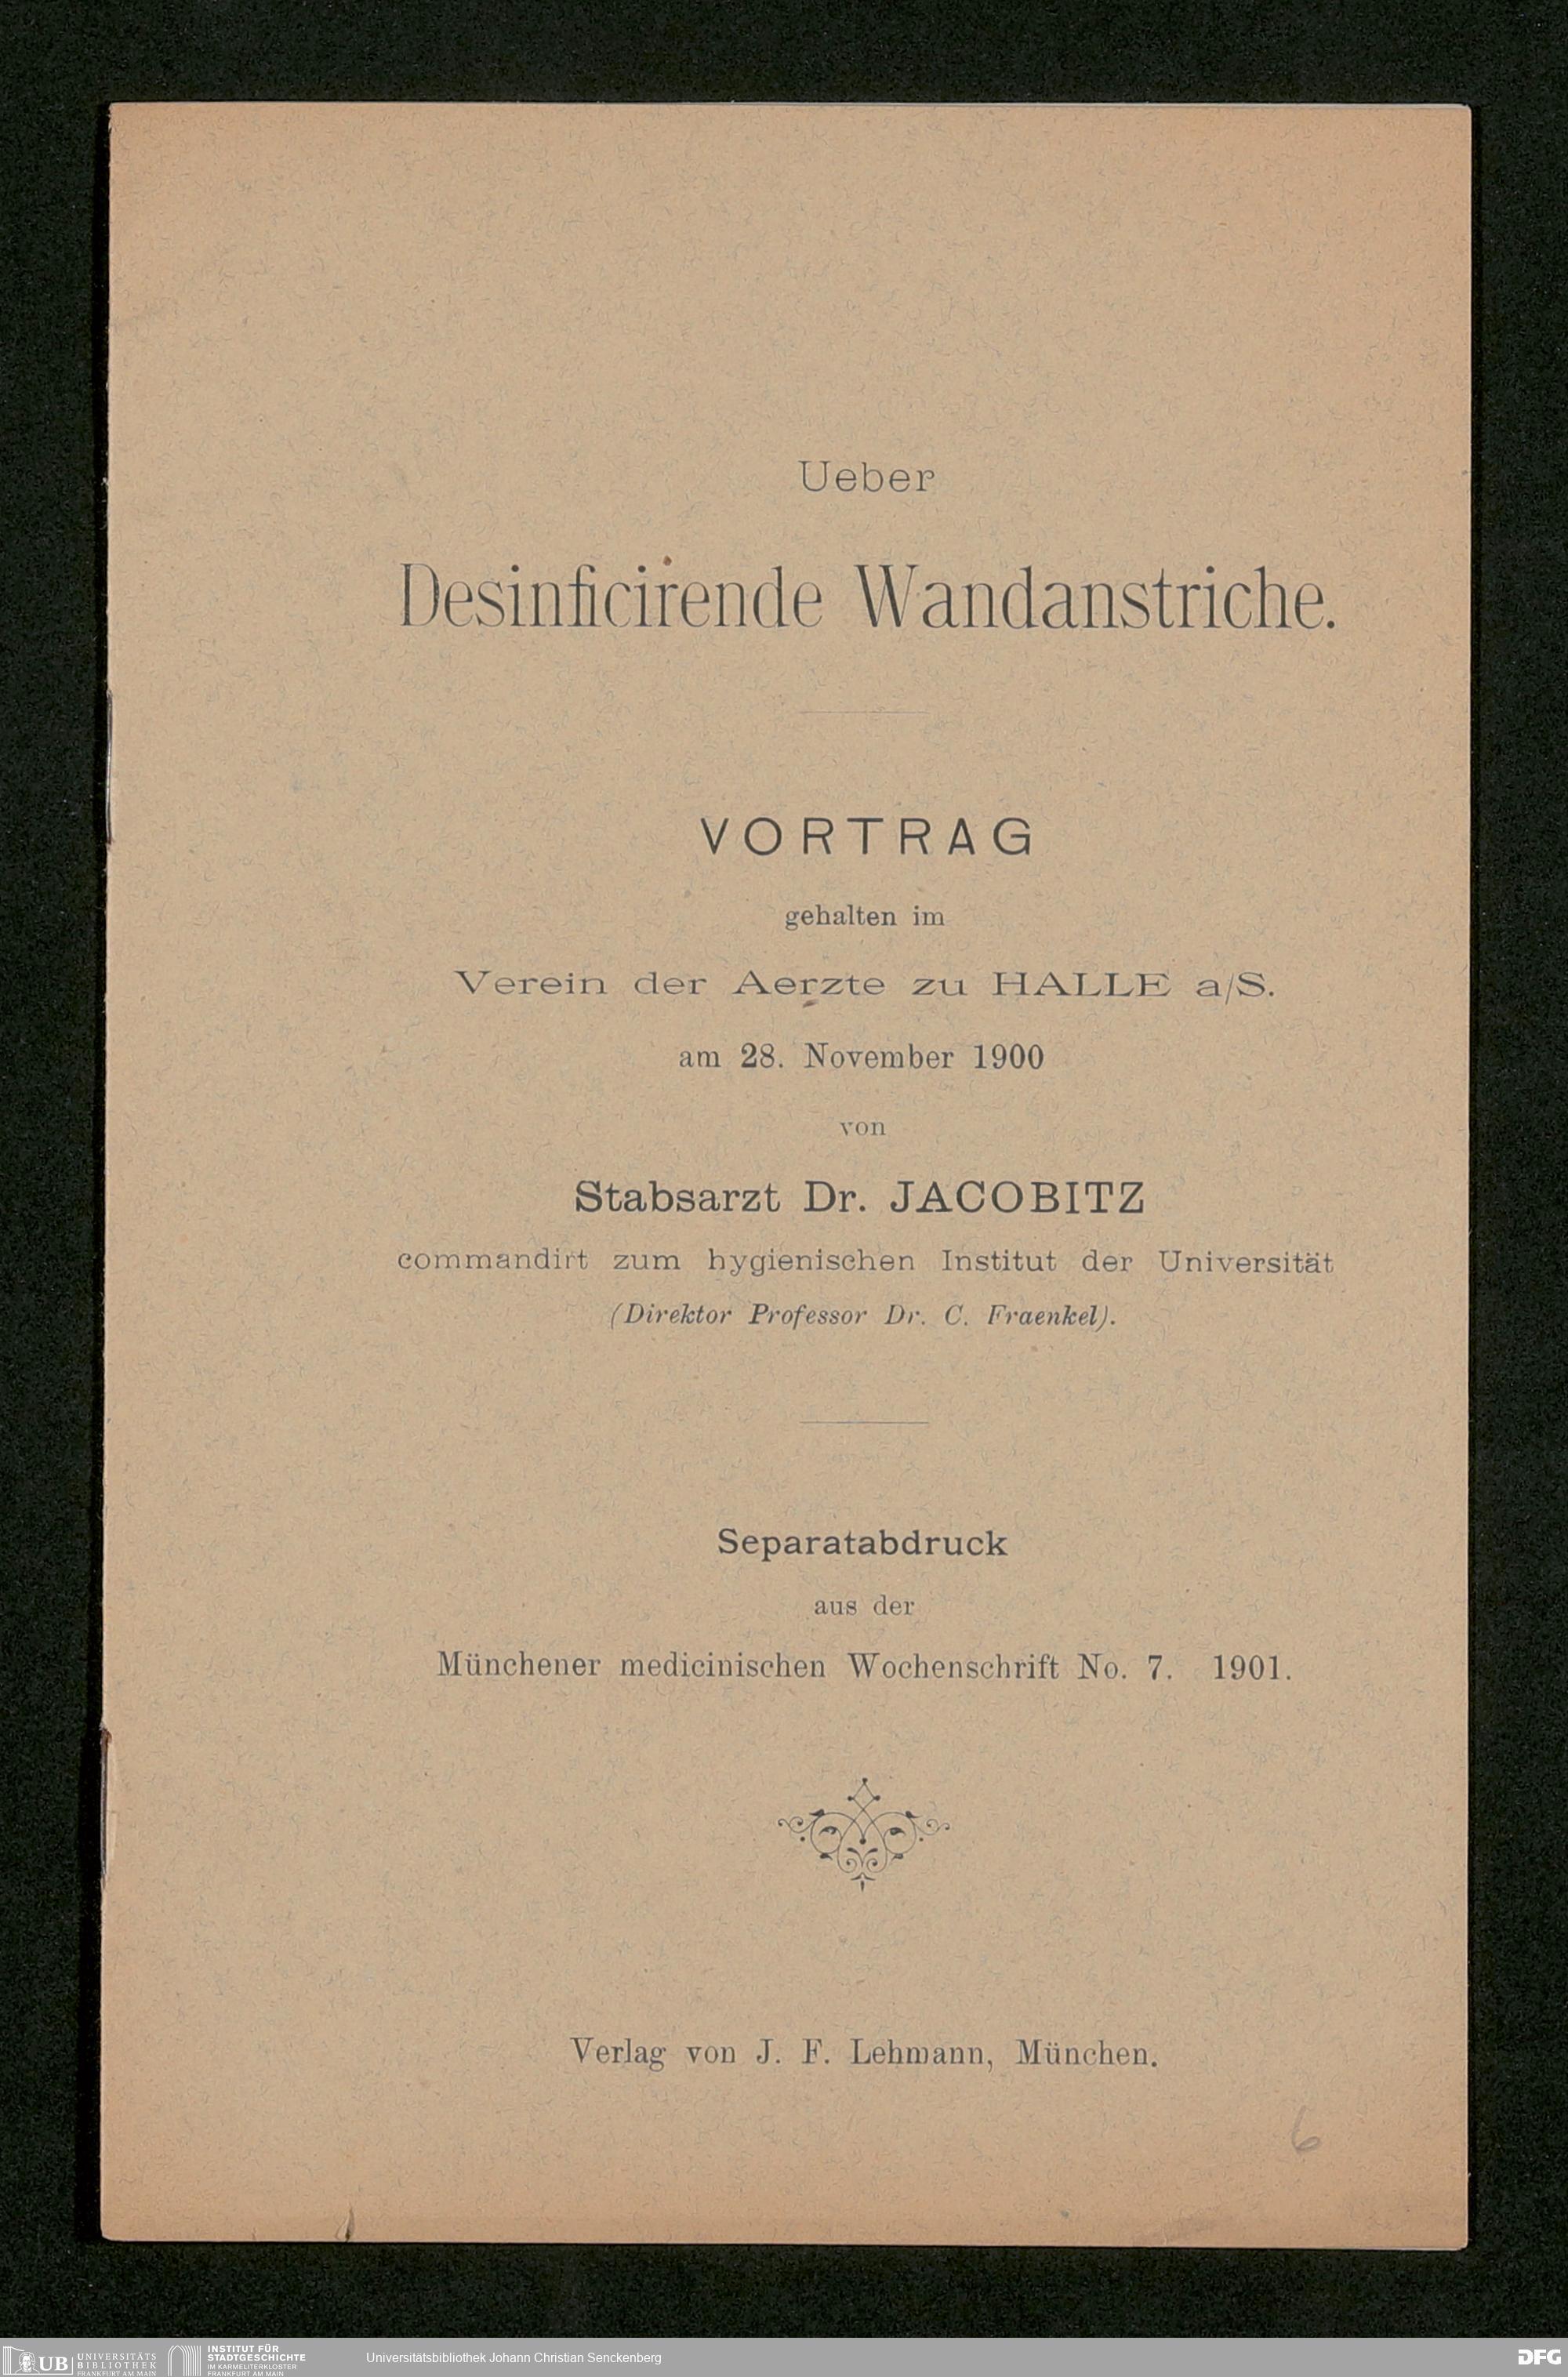 Ueber
Desinficirende Wandanstriche.
VORTRAG
gehalten im
Verein der Aerzte zu HALLE a/S.
am 28. November 1900
von
Stabsarzt Dr. JACOBITZ
commandirt zum hygienischen Institut der Universität
(Direktor Professor Dr. C. Fraenkel).
Separatabdruck
aus der
Münchener medicinischen Wochenschrift No. 7. 1901.
Verlag von J. F. Lehmann, München.
6
UB UNIVERSITÄTS BIBLIOTHEK FRANKFURT AM MAIN
INSTITUT FÜR STADTGESCHICHTE IM KARMELITERKLOSTER FRANKFURT AM MAIN
Universitätsbibliothek Johann Christian Senckenberg
DFG